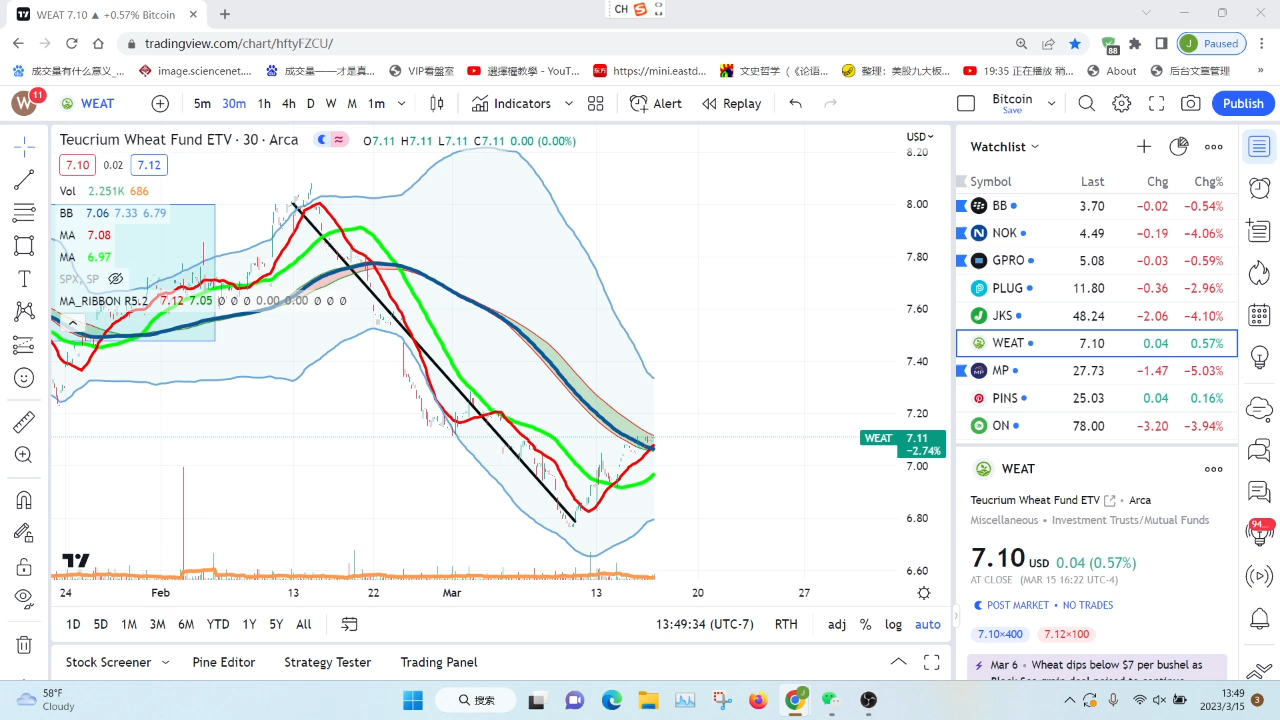 WEAT 7.10 ▲ +0.57% Bitcoin
CH
tradingview.com/chart/hftyFZCU/
88
J Paused
成交量有什么意义_...
image.sciencenet....
成交量——才是真...
VIP看盤室
選擇權教學 - YouT...
https://mini.eastd...
文史哲学（《论语...
整理：美股九大板...
19:35 正在播放 稍...
About
后台文章管理
»
W 11
WEAT
5m 30m 1h 4h D W M 1m
Indicators
Alert
Replay
Bitcoin
Save
Publish
Teucrium Wheat Fund ETV · 30 · Arca
O7.11 H7.11 L7.11 C7.11 0.00 (0.00%)
7.10 0.02 7.12
Vol 2.251K 686
BB 7.06 7.33 6.79
MA 7.08
MA 6.97
SPX, SP
MA_RIBBON R5.2 7.12 7.05 ∅ ∅ ∅ 0.00 0.00 ∅ ∅ ∅
USD
8.20
8.00
7.80
7.60
7.40
7.20
WEAT 7.11
−2.74%
7.00
6.80
6.60
24 Feb 13 22 Mar 13 20 27
1D 5D 1M 3M 6M YTD 1Y 5Y All
13:49:34 (UTC-7) RTH adj % log auto
Stock Screener Pine Editor Strategy Tester Trading Panel
Watchlist
Symbol Last Chg Chg%
BB 3.70 −0.02 −0.54%
NOK 4.49 −0.19 −4.06%
GPRO 5.08 −0.03 −0.59%
PLUG 11.80 −0.36 −2.96%
JKS 48.24 −2.06 −4.10%
WEAT 7.10 0.04 0.57%
MP 27.73 −1.47 −5.03%
PINS 25.03 0.04 0.16%
ON 78.00 −3.20 −3.94%
WEAT
Teucrium Wheat Fund ETV • Arca
Miscellaneous • Investment Trusts/Mutual Funds
7.10 USD 0.04 (0.57%)
AT CLOSE (MAR 15 16:22 UTC-4)
POST MARKET • NO TRADES
7.10×400 7.12×100
Mar 6 • Wheat dips below $7 per bushel as
94...
58°F
Cloudy
搜索
13:49
2023/3/15
3